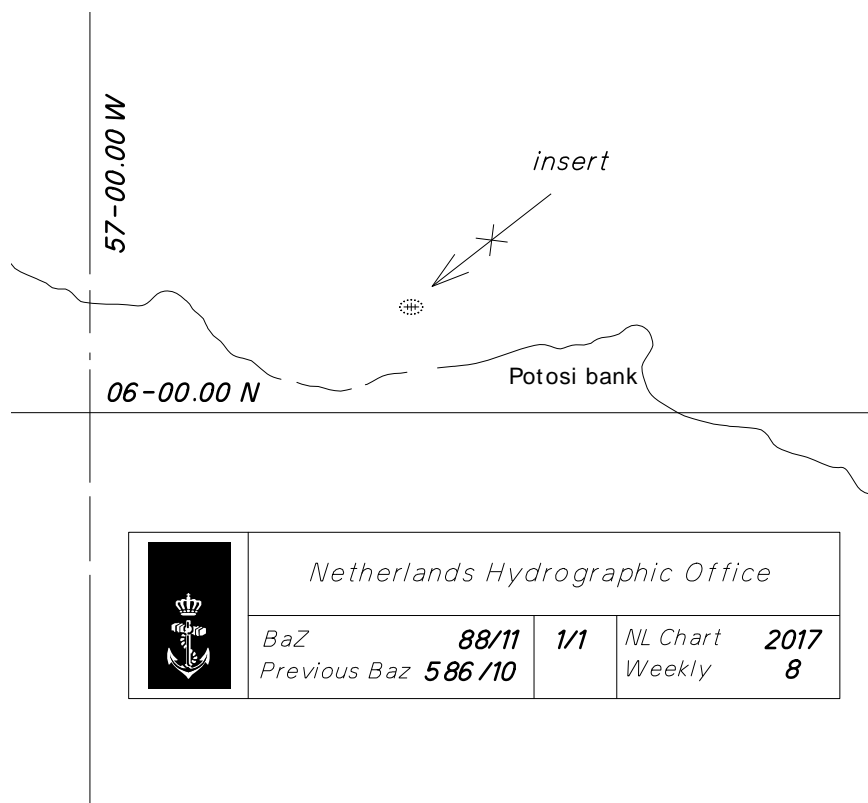 57-00.00 W
insert
Potosi bank
06-00.00 N
Netherlands Hydrographic Office
BaZ 88/11 1/1 NL Chart 2017
Previous Baz 586/10 Weekly 8